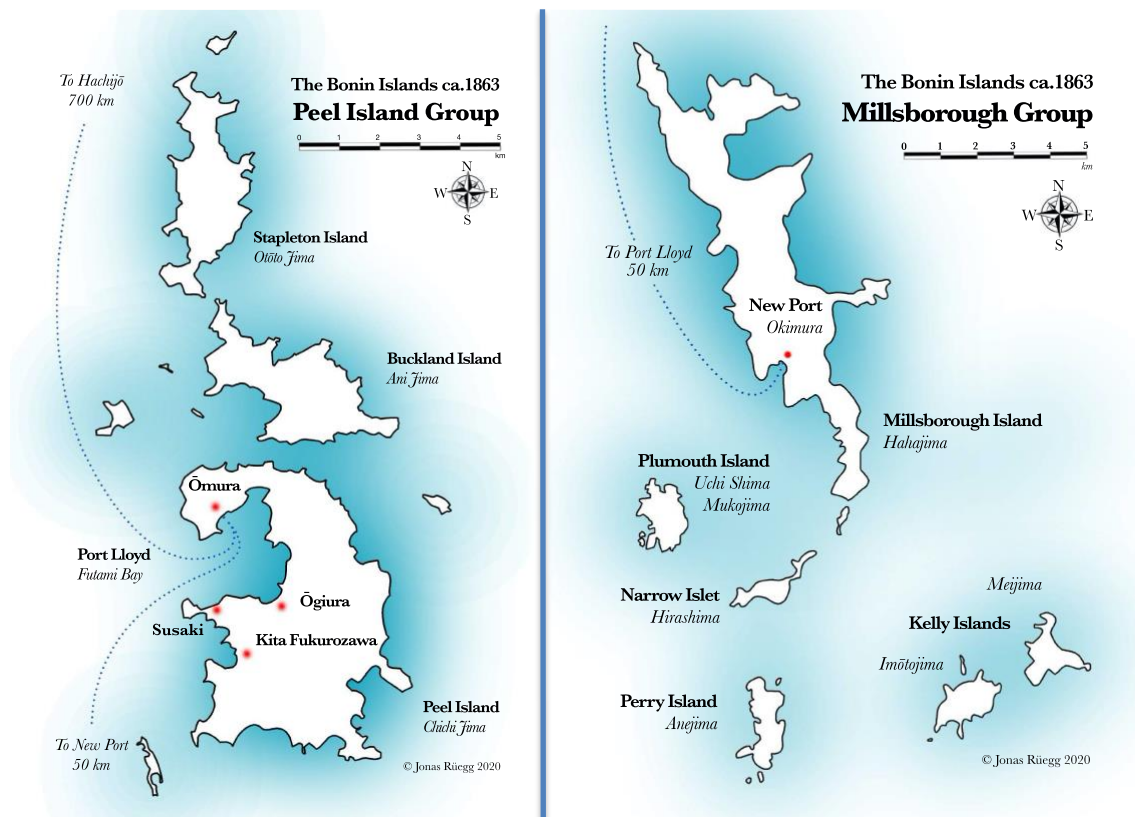 To Hachijō
700 km
The Bonin Islands ca.1863
Peel Island Group
0 1 2 3 4 5
km
N
W E
S
Stapleton Island
Otōto Jima
Buckland Island
Ani Jima
Ōmura
Port Lloyd
Futami Bay
Ōgiura
Susaki
Kita Fukurozawa
Peel Island
Chichi Jima
To New Port
50 km
© Jonas Rüegg 2020
The Bonin Islands ca.1863
Millsborough Group
0 1 2 3 4 5
km
N
W E
S
To Port Lloyd
50 km
New Port
Okimura
Millsborough Island
Hahajima
Plumouth Island
Uchi Shima
Mukojima
Narrow Islet
Hirashima
Meijima
Kelly Islands
Imōtojima
Perry Island
Anejima
© Jonas Rüegg 2020